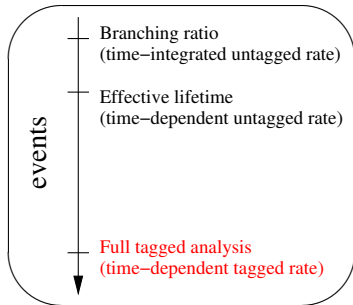 Branching ratio
(time−integrated untagged rate)
Effective lifetime
(time−dependent untagged rate)
events
Full tagged analysis
(time−dependent tagged rate)